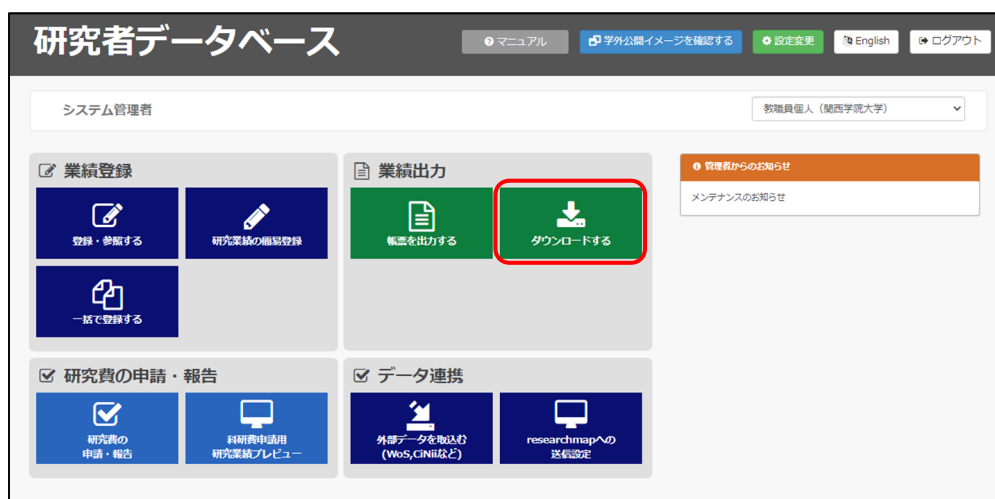 研究者データベース
マニュアル
学外公開イメージを確認する
設定変更
English
ログアウト
システム管理者
教職員個人（関西学院大学）
業績登録
登録・参照する
研究業績の簡易登録
一括で登録する
業績出力
帳票を出力する
ダウンロードする
管理者からのお知らせ
メンテナンスのお知らせ
研究費の申請・報告
研究費の
申請・報告
科研費申請用
研究業績プレビュー
データ連携
外部データを取込む
(WoS,CiNiiなど)
researchmapへの
送信設定